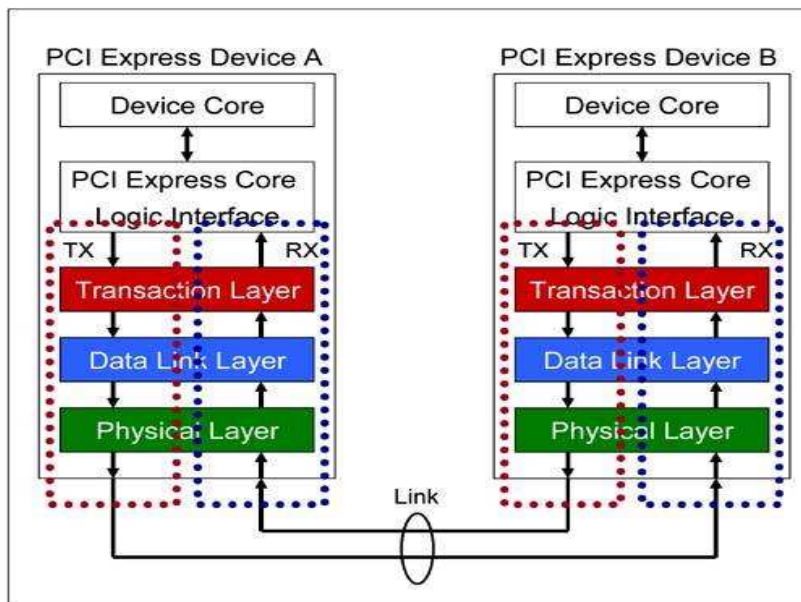 PCI Express Device A
Device Core
PCI Express Core
Logic Interface
TX
RX
Transaction Layer
Data Link Layer
Physical Layer
PCI Express Device B
Device Core
PCI Express Core
Logic Interface
TX
RX
Transaction Layer
Data Link Layer
Physical Layer
Link